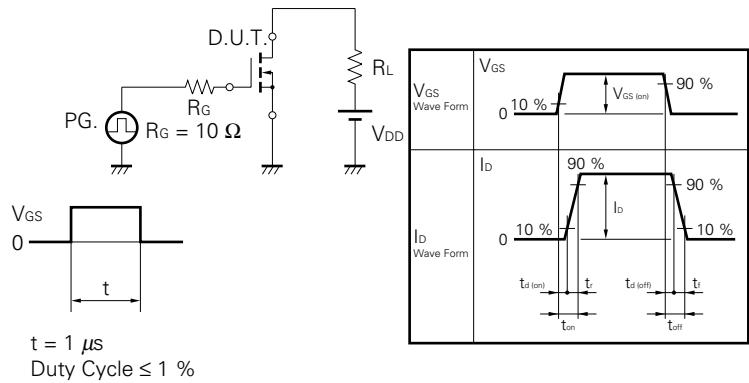 D.U.T.
RL
RG
PG.
RG = 10 Ω
VDD
VGS
0
t
t = 1 μs
Duty Cycle ≤ 1 %
VGS
Wave Form
VGS
10 %
0
VGS (on)
90 %
ID
Wave Form
ID
90 %
90 %
ID
0
10 %
10 %
td (on)
tr
td (off)
tf
ton
toff